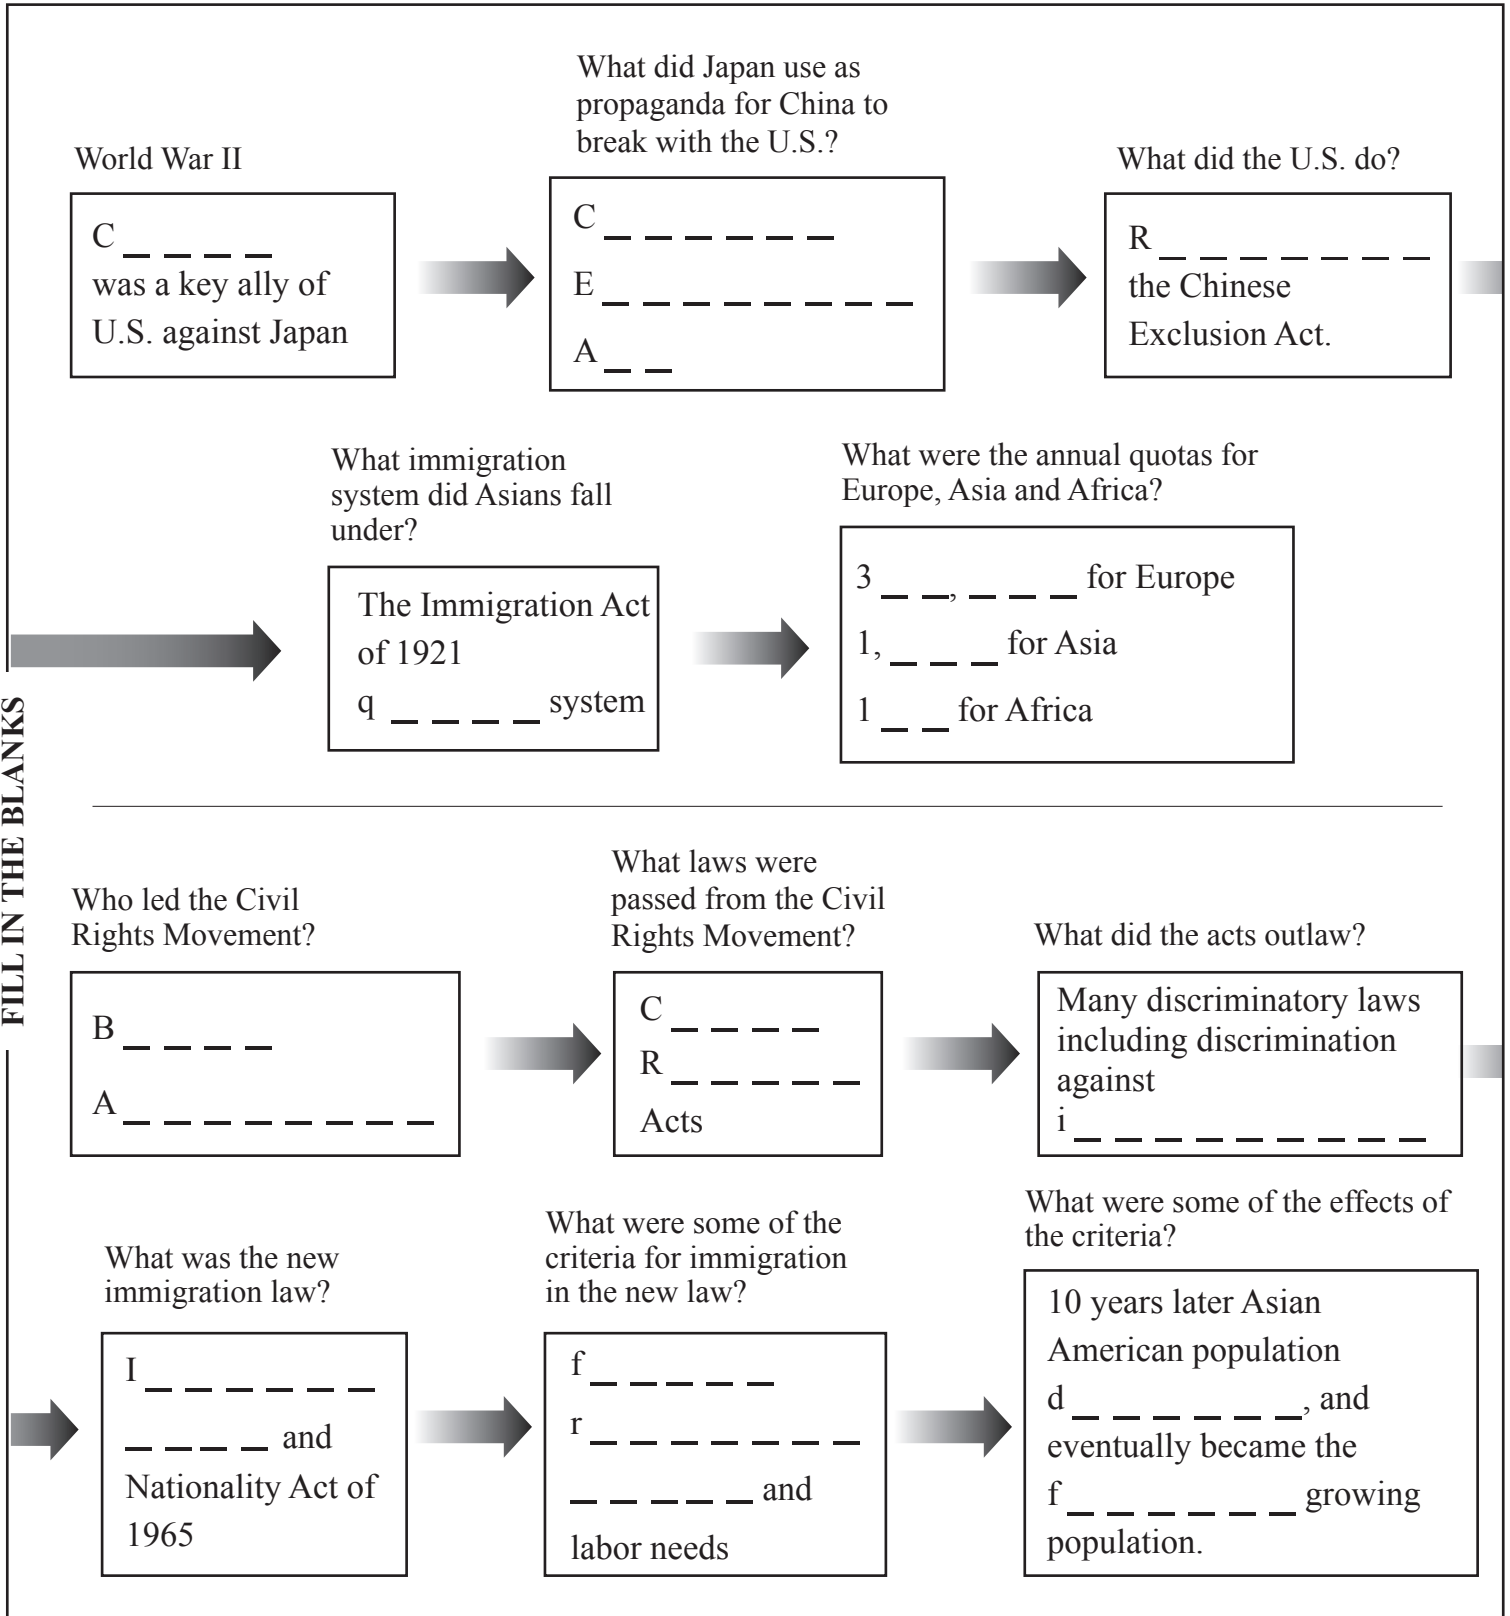 World War II
C _ _ _ _
was a key ally of
U.S. against Japan
What did Japan use as
propaganda for China to
break with the U.S.?
C _ _ _ _ _ _
E _ _ _ _ _ _ _ _
A _ _
What did the U.S. do?
R _ _ _ _ _ _ _
the Chinese
Exclusion Act.
What immigration
system did Asians fall
under?
The Immigration Act
of 1921
q _ _ _ _ system
What were the annual quotas for
Europe, Asia and Africa?
3 _ _, _ _ _ for Europe
1, _ _ _ for Asia
1 _ _ for Africa
FILL IN THE BLANKS
Who led the Civil
Rights Movement?
B _ _ _ _
A _ _ _ _ _ _ _ _
What laws were
passed from the Civil
Rights Movement?
C _ _ _ _
R _ _ _ _ _
Acts
What did the acts outlaw?
Many discriminatory laws
including discrimination
against
i _ _ _ _ _ _ _ _ _
What was the new
immigration law?
I _ _ _ _ _ _
_ _ _ _ and
Nationality Act of
1965
What were some of the
criteria for immigration
in the new law?
f _ _ _ _ _
r _ _ _ _ _ _ _
_ _ _ _ _ and
labor needs
What were some of the effects of
the criteria?
10 years later Asian
American population
d _ _ _ _ _ _, and
eventually became the
f _ _ _ _ _ _ growing
population.